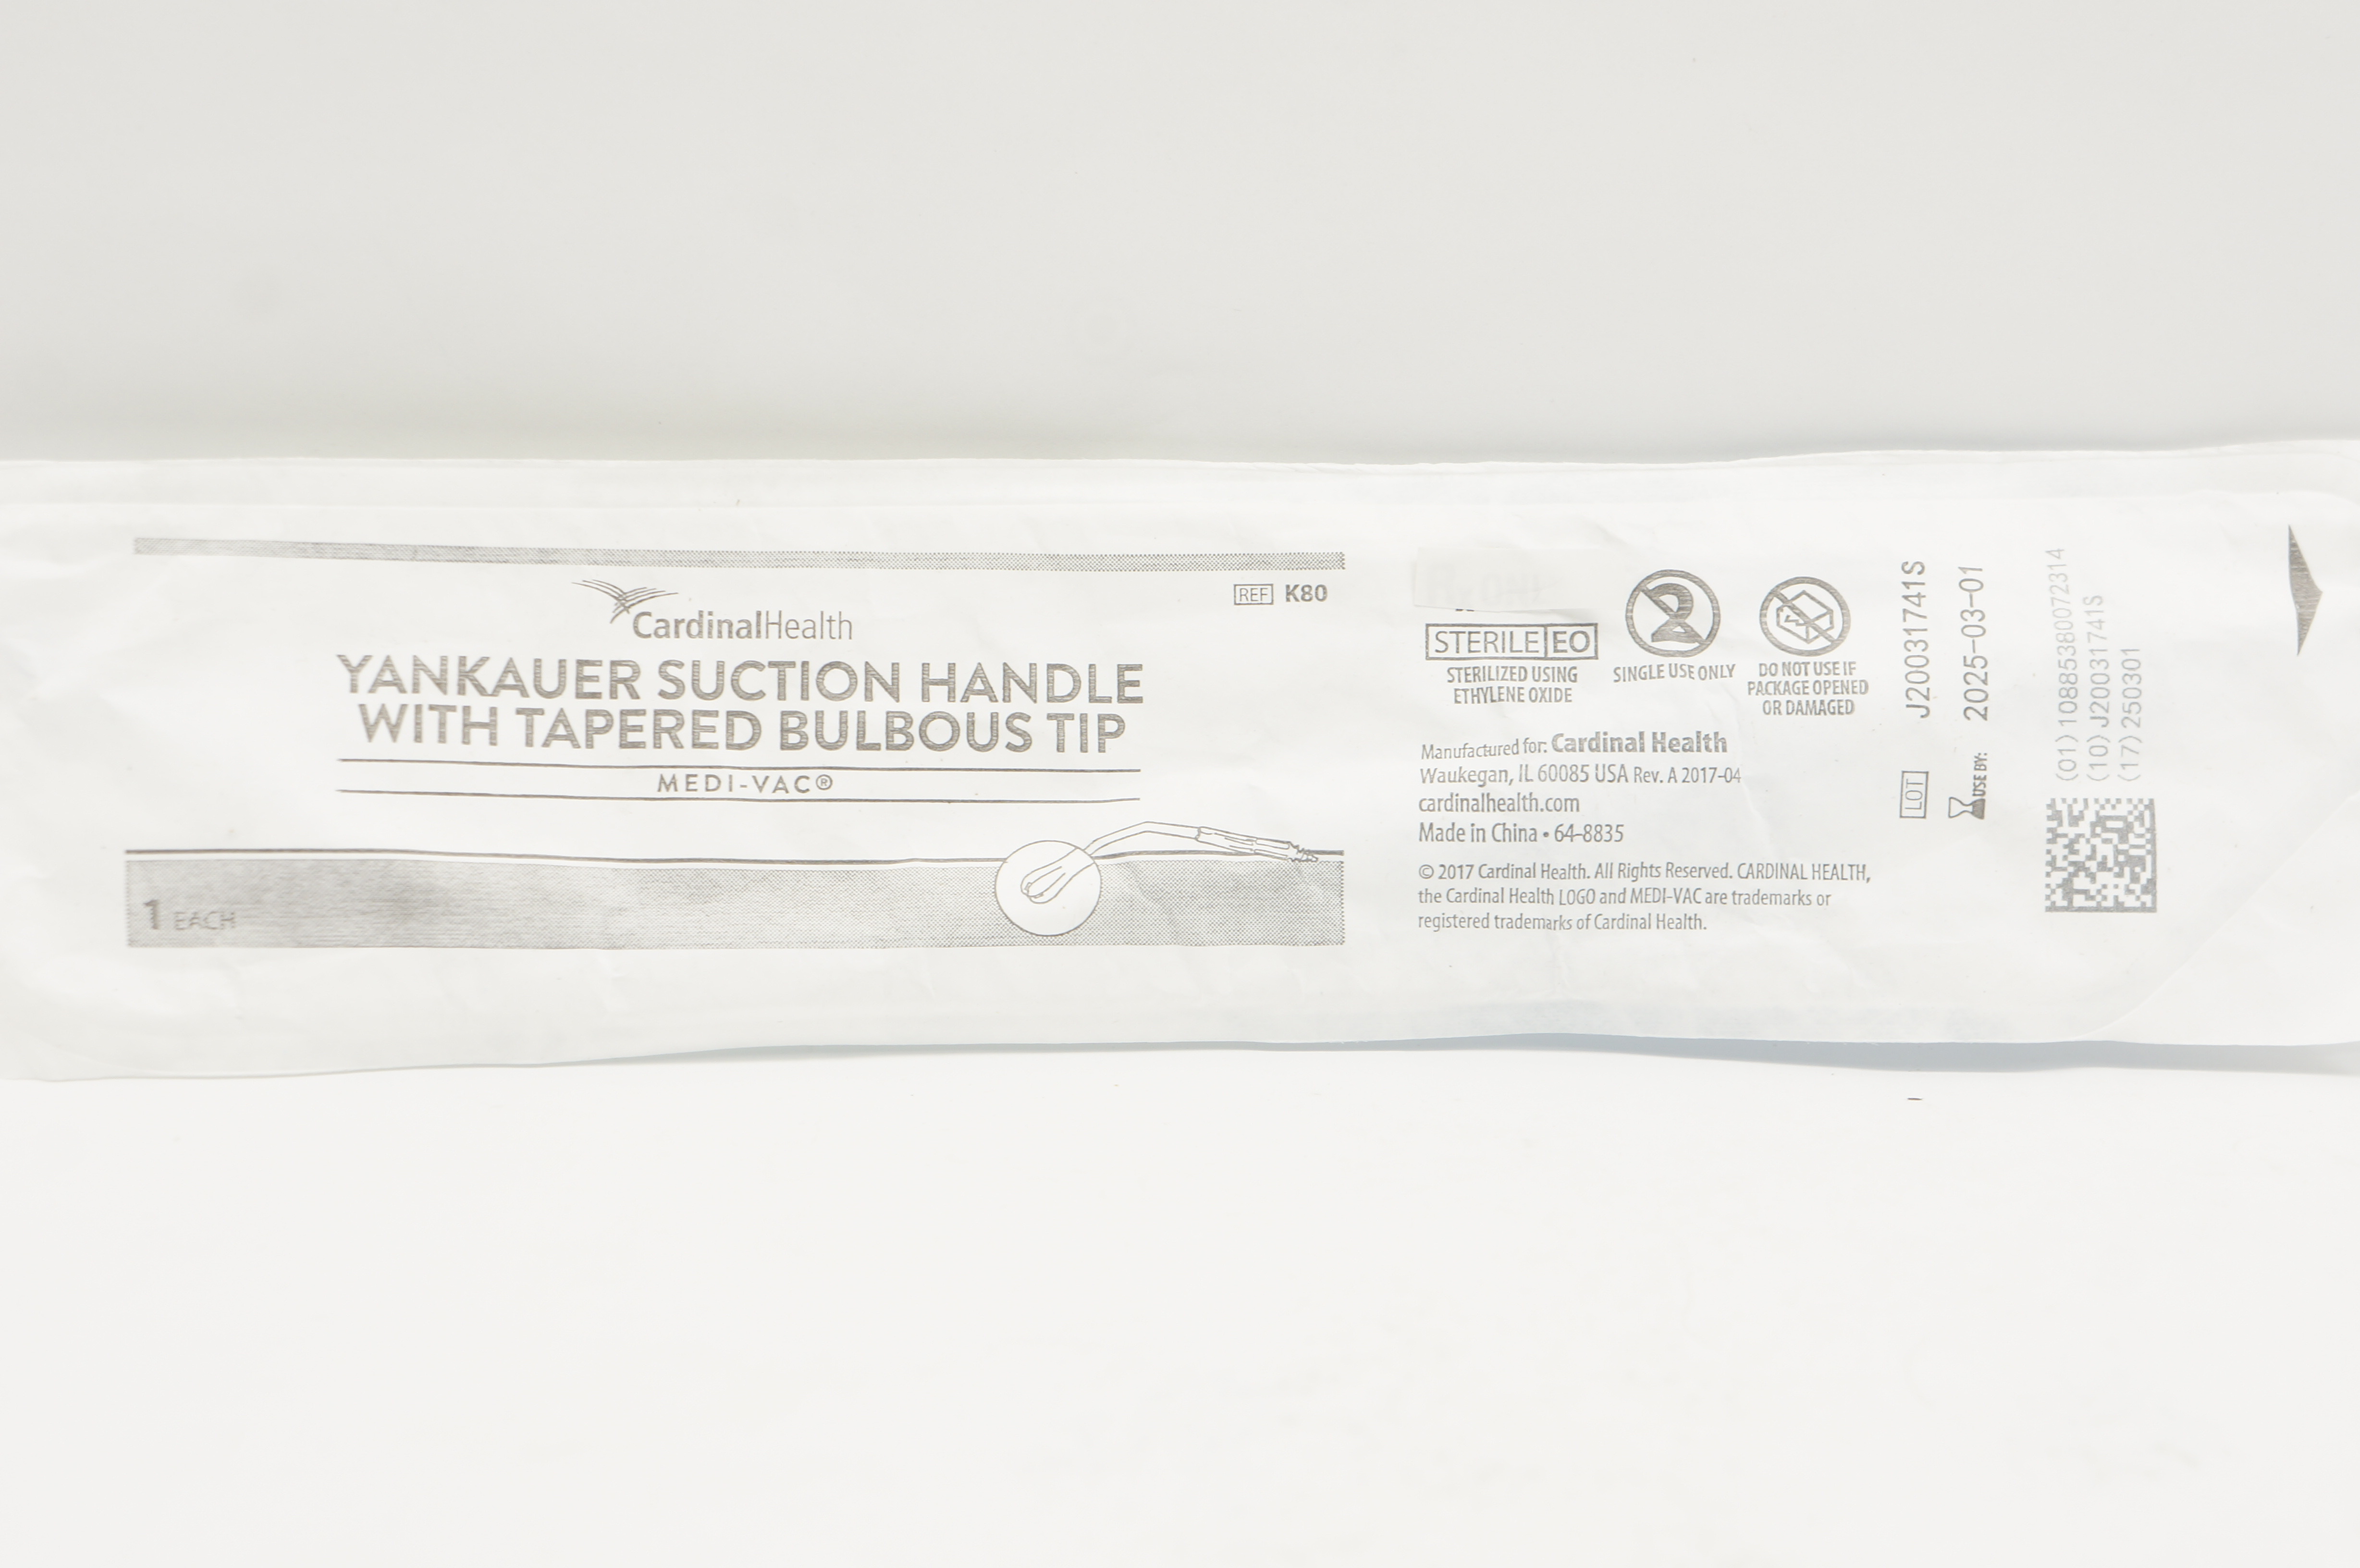 CardinalHealth
REF K80
YANKAUER SUCTION HANDLE
WITH TAPERED BULBOUS TIP
MEDI-VAC®
1 EACH
STERILE EO
STERILIZED USING
ETHYLENE OXIDE
2
SINGLE USE ONLY
DO NOT USE IF
PACKAGE OPENED
OR DAMAGED
Manufactured for: Cardinal Health
Waukegan, IL 60085 USA Rev. A 2017-04
cardinalhealth.com
Made in China • 64-8835
© 2017 Cardinal Health. All Rights Reserved. CARDINAL HEALTH,
the Cardinal Health LOGO and MEDI-VAC are trademarks or
registered trademarks of Cardinal Health.
LOT J20031741S
USE BY: 2025-03-01
(01)10885380072314
(10)J20031741S
(17)250301